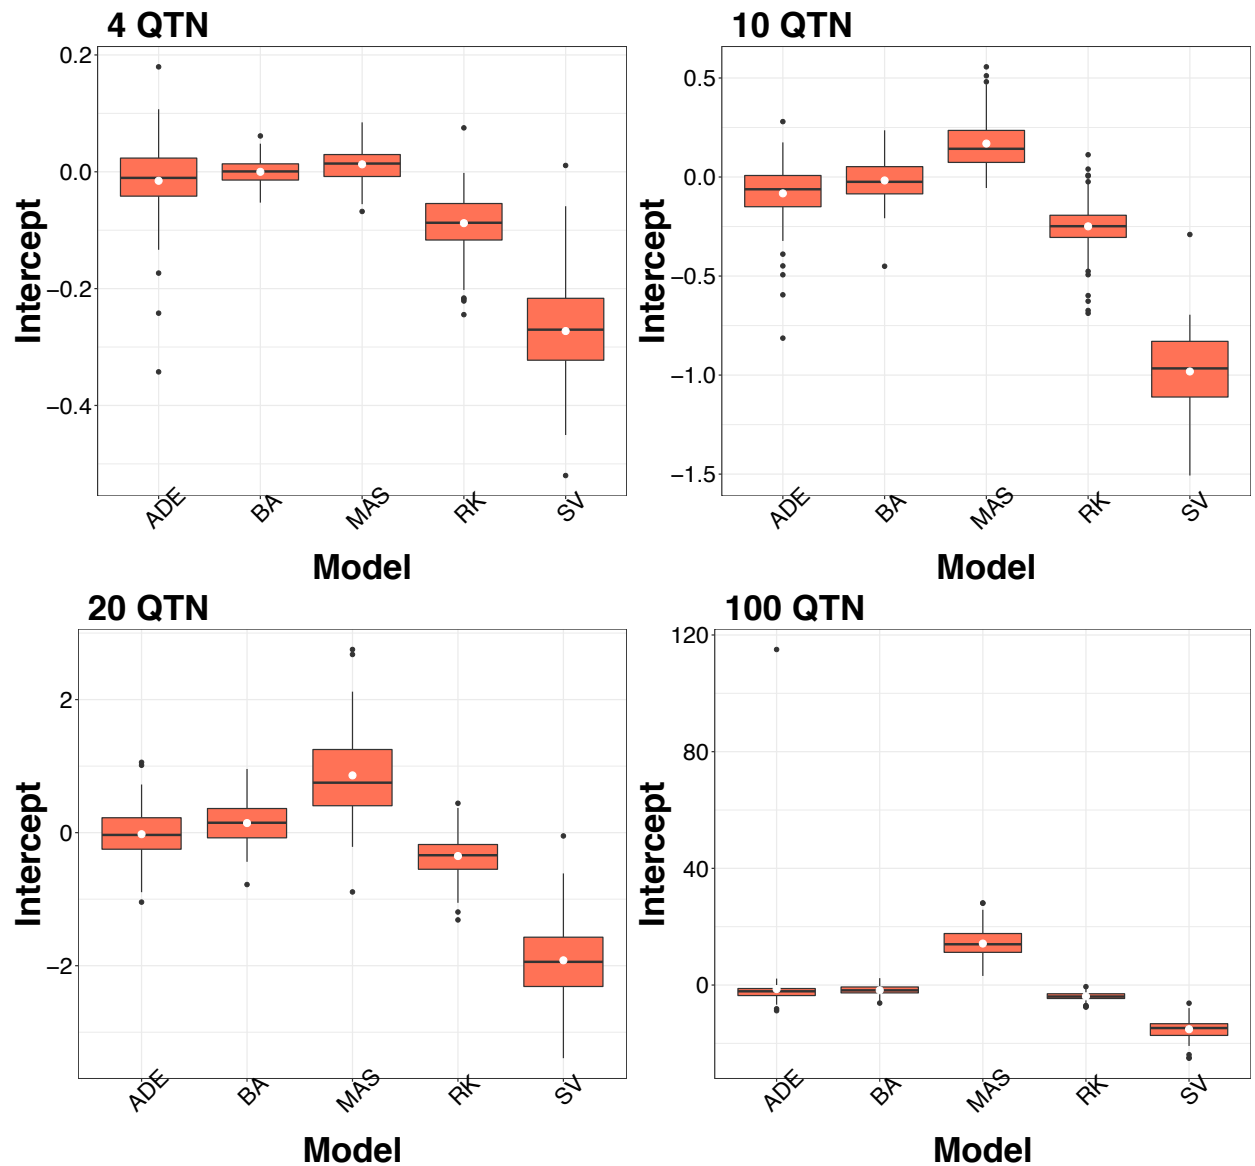 4 QTN
Intercept
0.2
0.0
−0.2
−0.4
ADE
BA
MAS
RK
SV
Model
10 QTN
Intercept
0.5
0.0
−0.5
−1.0
−1.5
ADE
BA
MAS
RK
SV
Model
20 QTN
Intercept
2
0
−2
ADE
BA
MAS
RK
SV
Model
100 QTN
Intercept
120
80
40
0
ADE
BA
MAS
RK
SV
Model